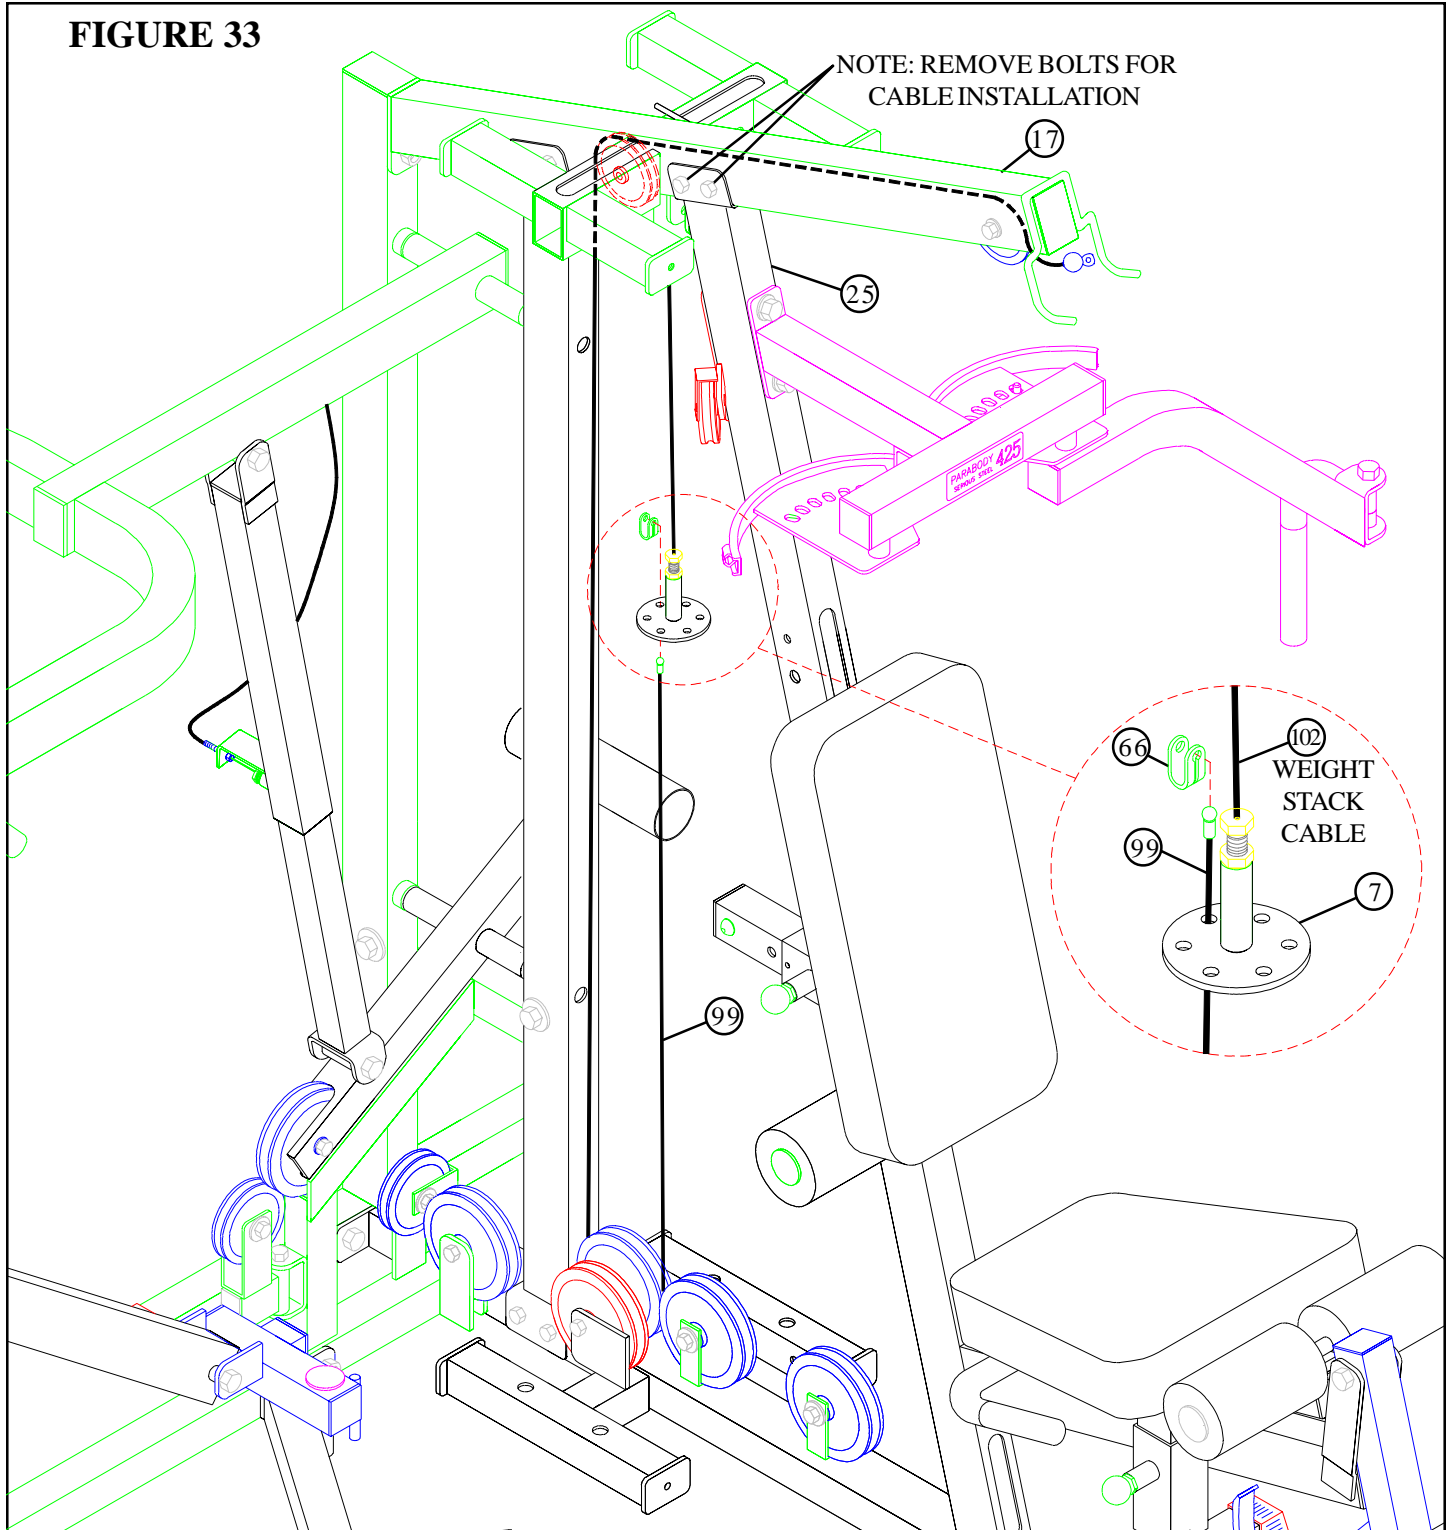 FIGURE 33
NOTE: REMOVE BOLTS FOR
CABLE INSTALLATION
17
25
PARABODY 425
SERIOUS STEEL
66
102
WEIGHT
STACK
CABLE
99
7
99